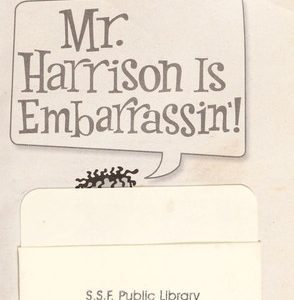 Mr.
Harrison Is
Embarrassin'!
S.S.F. Public Library